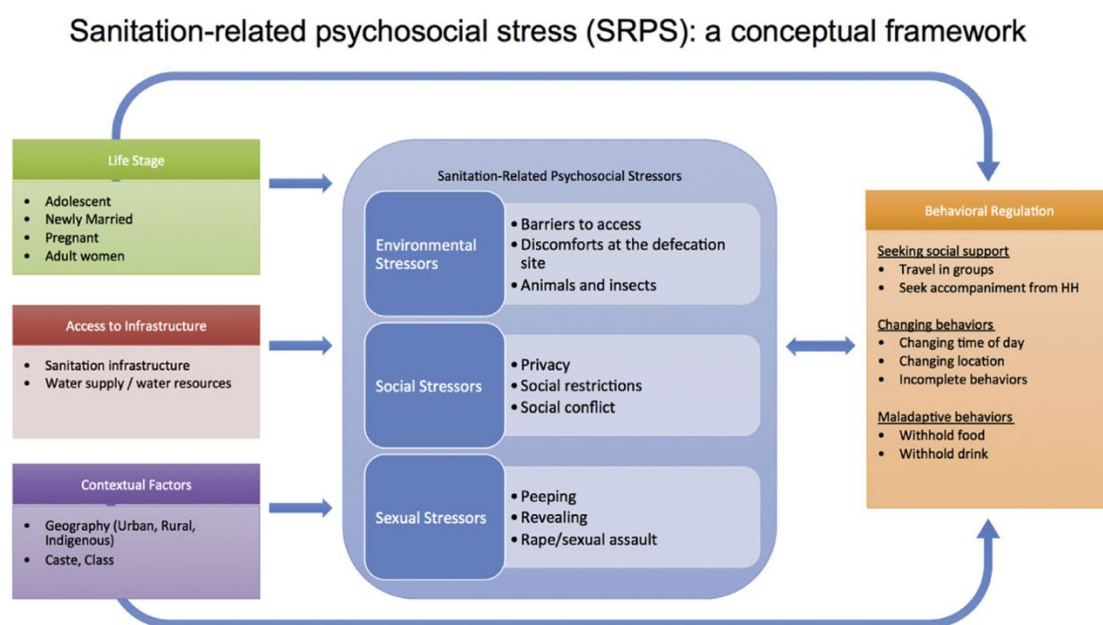 Sanitation-related psychosocial stress (SRPS): a conceptual framework
Life Stage
• Adolescent
• Newly Married
• Pregnant
• Adult women
Access to Infrastructure
• Sanitation infrastructure
• Water supply / water resources
Contextual Factors
• Geography (Urban, Rural,
Indigenous)
• Caste, Class
Sanitation-Related Psychosocial Stressors
Environmental
Stressors
• Barriers to access
• Discomforts at the defecation
site
• Animals and insects
Social Stressors
• Privacy
• Social restrictions
• Social conflict
Sexual Stressors
• Peeping
• Revealing
• Rape/sexual assault
Behavioral Regulation
Seeking social support
• Travel in groups
• Seek accompaniment from HH
Changing behaviors
• Changing time of day
• Changing location
• Incomplete behaviors
Maladaptive behaviors
• Withhold food
• Withhold drink